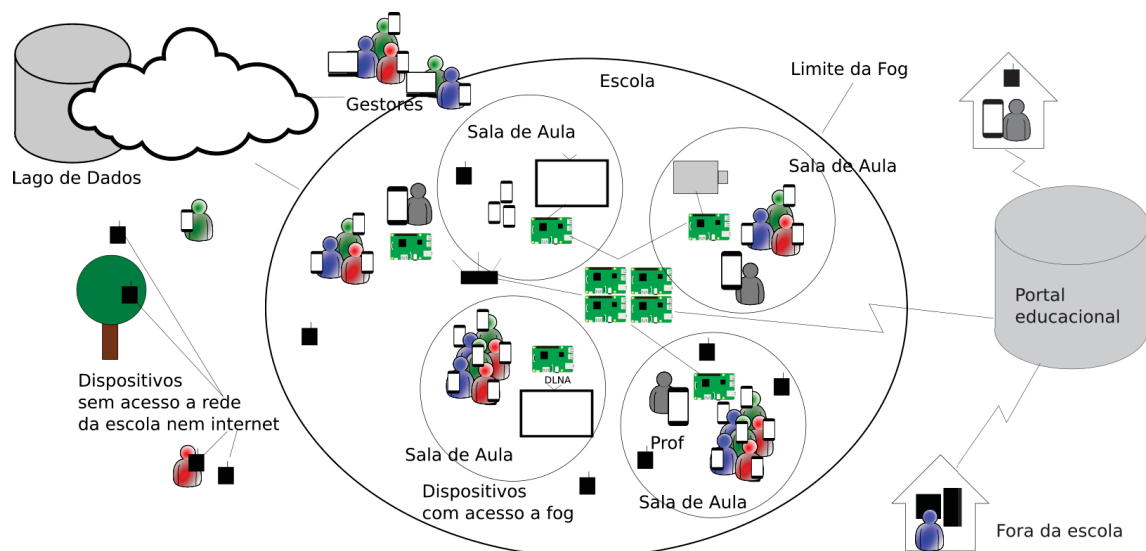 Escola
Limite da Fog
Gestores
Sala de Aula
Sala de Aula
Lago de Dados
Portal
educacional
Dispositivos
sem acesso a rede
da escola nem internet
DLNA
Prof
Sala de Aula
Dispositivos
com acesso a fog
Sala de Aula
Fora da escola